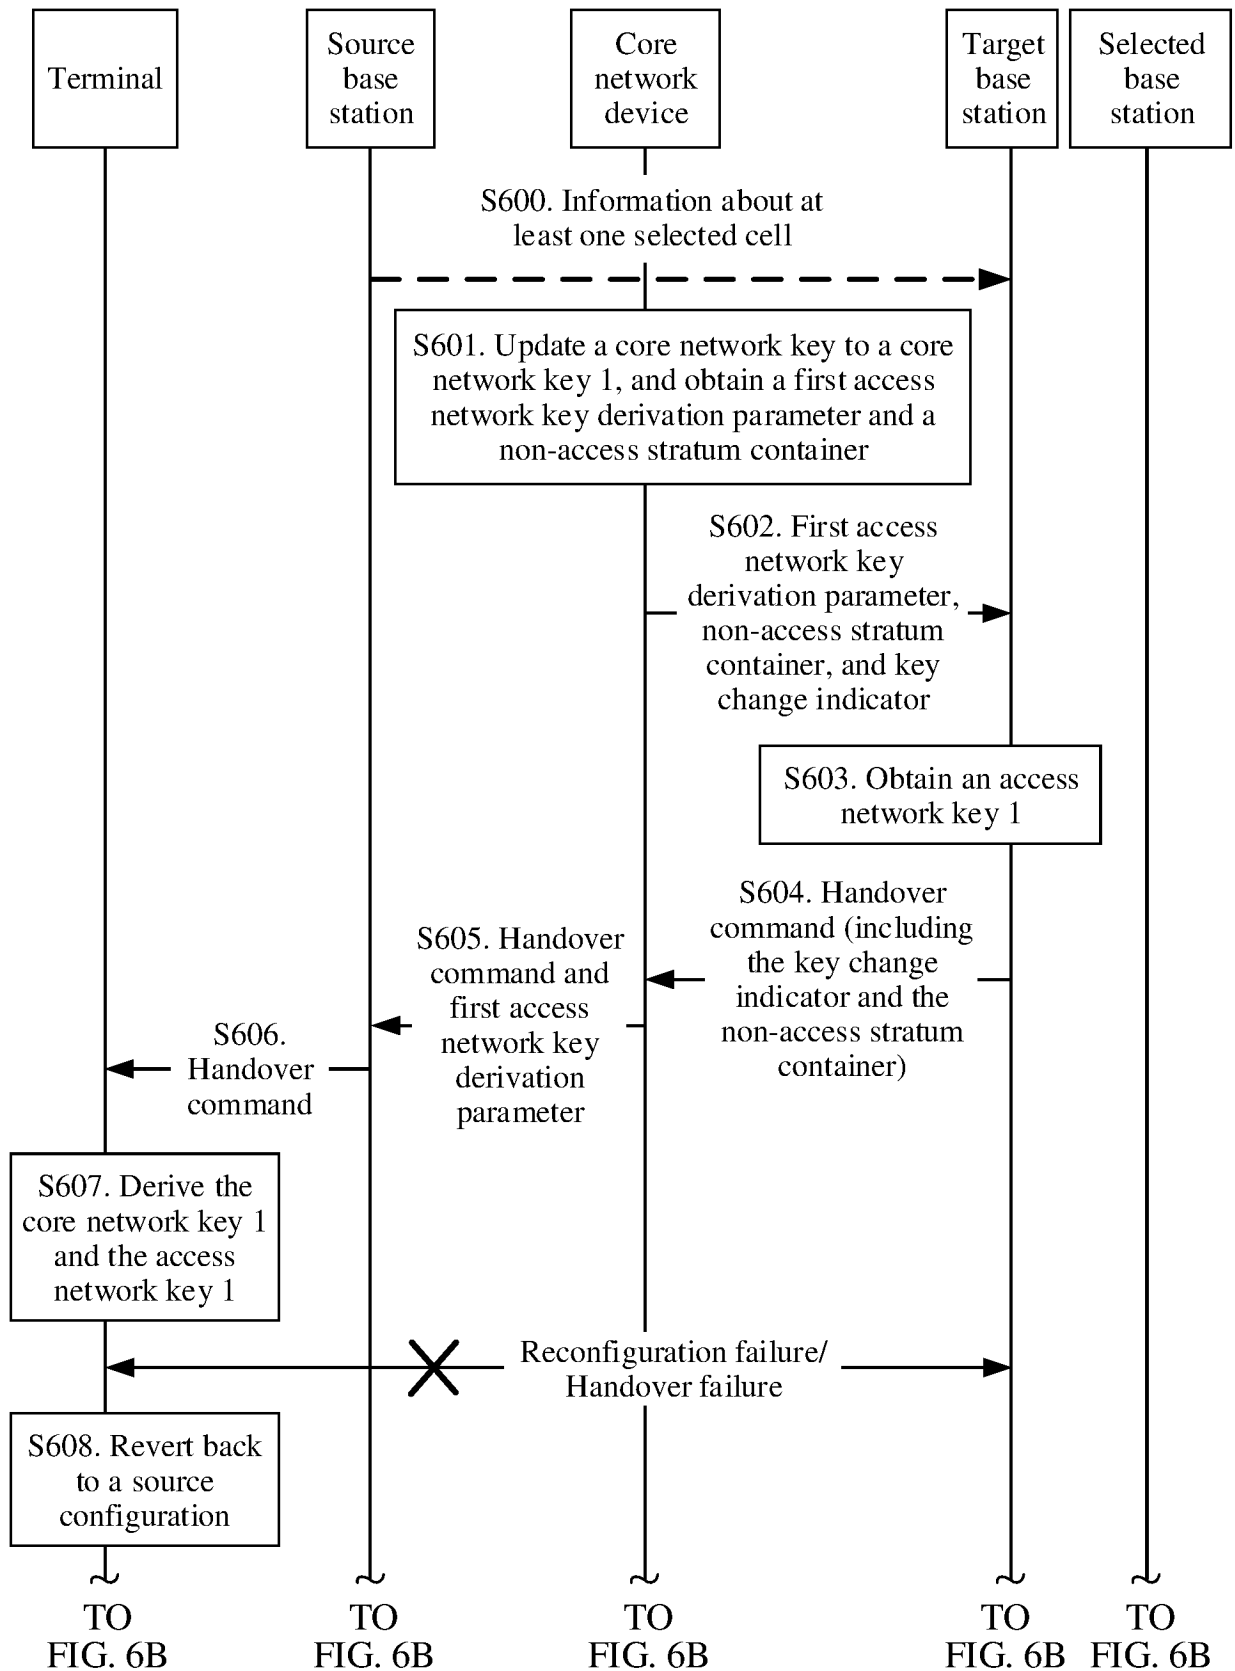 Terminal
Source
base
station
Core
network
device
Target
base
station
Selected
base
station
S600. Information about at
least one selected cell
S601. Update a core network key to a core
network key 1, and obtain a first access
network key derivation parameter and a
non-access stratum container
S602. First access
network key
derivation parameter,
non-access stratum
container, and key
change indicator
S603. Obtain an access
network key 1
S604. Handover
command (including
the key change
indicator and the
non-access stratum
container)
S605. Handover
command and
first access
network key
derivation
parameter
S606.
Handover
command
S607. Derive the
core network key 1
and the access
network key 1
Reconfiguration failure/
Handover failure
S608. Revert back
to a source
configuration
TO
FIG. 6B
TO
FIG. 6B
TO
FIG. 6B
TO
FIG. 6B
TO
FIG. 6B